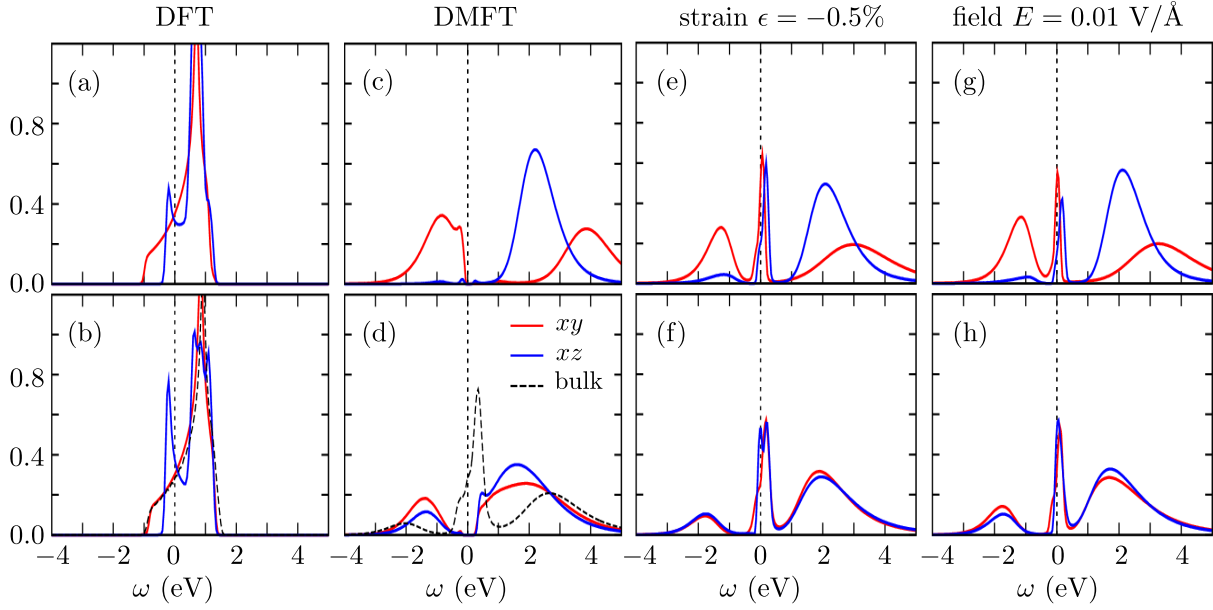 DFT DMFT strain ϵ = −0.5% field E = 0.01 V/Å
(a) (c) (e) (g)
0.8
0.4
0.0
(b) (d) (f) (h)
xy
xz
bulk
0.8
0.4
0.0
−4 −2 0 2 4 −2 0 2 4 −4 −2 0 2 4 −4 −2 0 2 4
ω (eV) ω (eV) ω (eV) ω (eV)